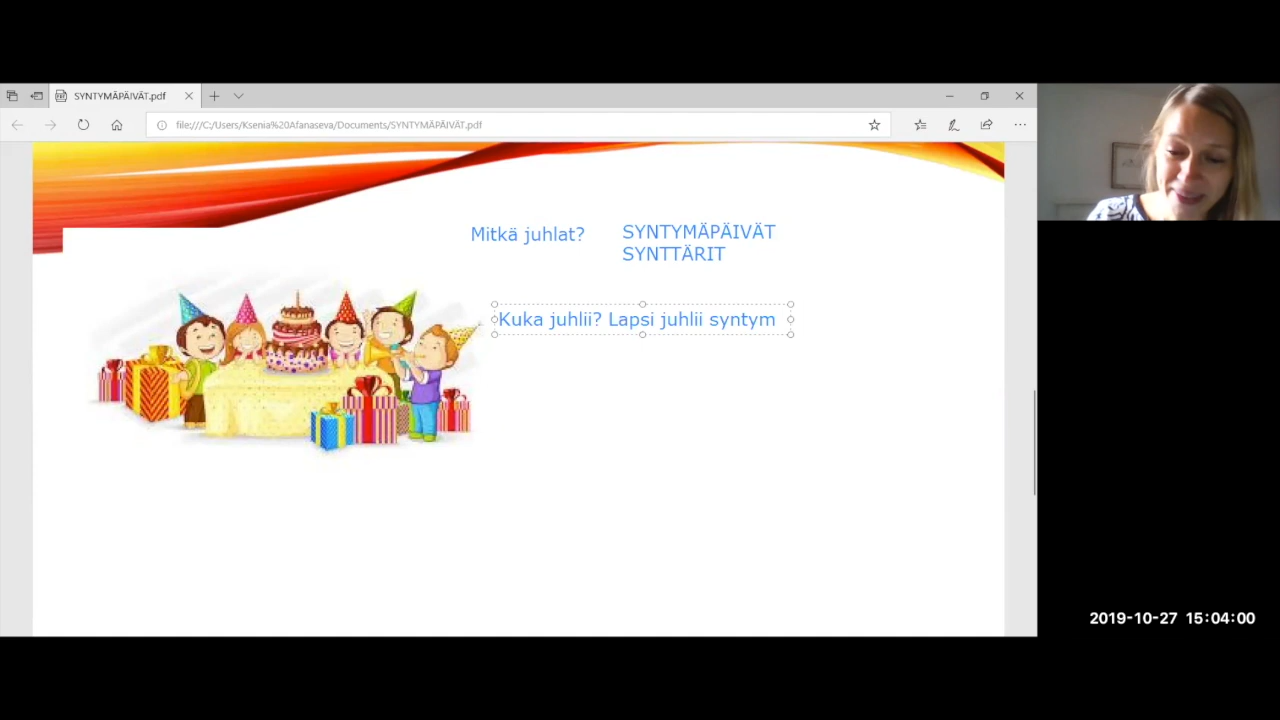 SYNTYMÄPÄIVÄT.pdf
file:///C:/Users/Ksenia%20Afanaseva/Documents/SYNTYMÄPÄIVÄT.pdf
Mitkä juhlat?
SYNTYMÄPÄIVÄT
SYNTTÄRIT
Kuka juhlii? Lapsi juhlii syntym
2019-10-27 15:04:00